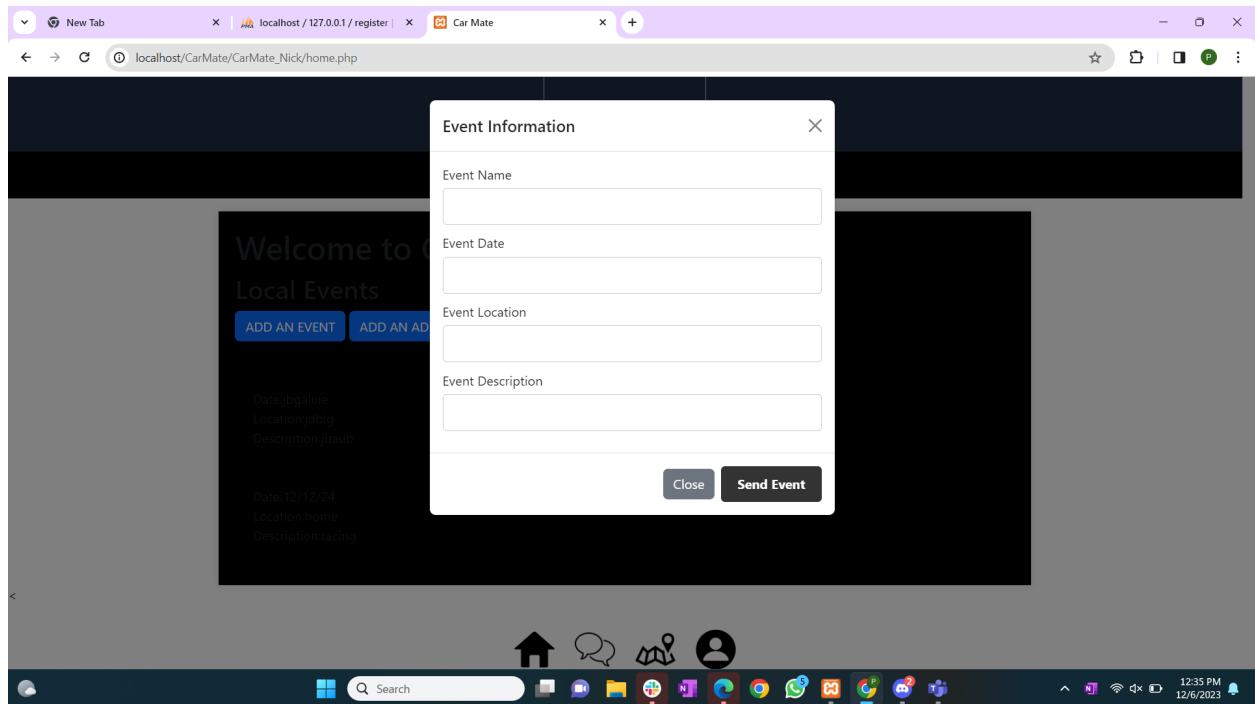 New Tab
localhost / 127.0.0.1 / register |
Car Mate
localhost/CarMate/CarMate_Nick/home.php
P
Event Information
Event Name
Welcome to
Event Date
Local Events
Event Location
ADD AN EVENT
ADD AN AD
Event Description
Date:jbgaluie
Location:jdbig
Description:jbaub
Close
Send Event
Date:12/12/24
Location:home
Description:racing
<
Search
5
P
12:35 PM
12/6/2023